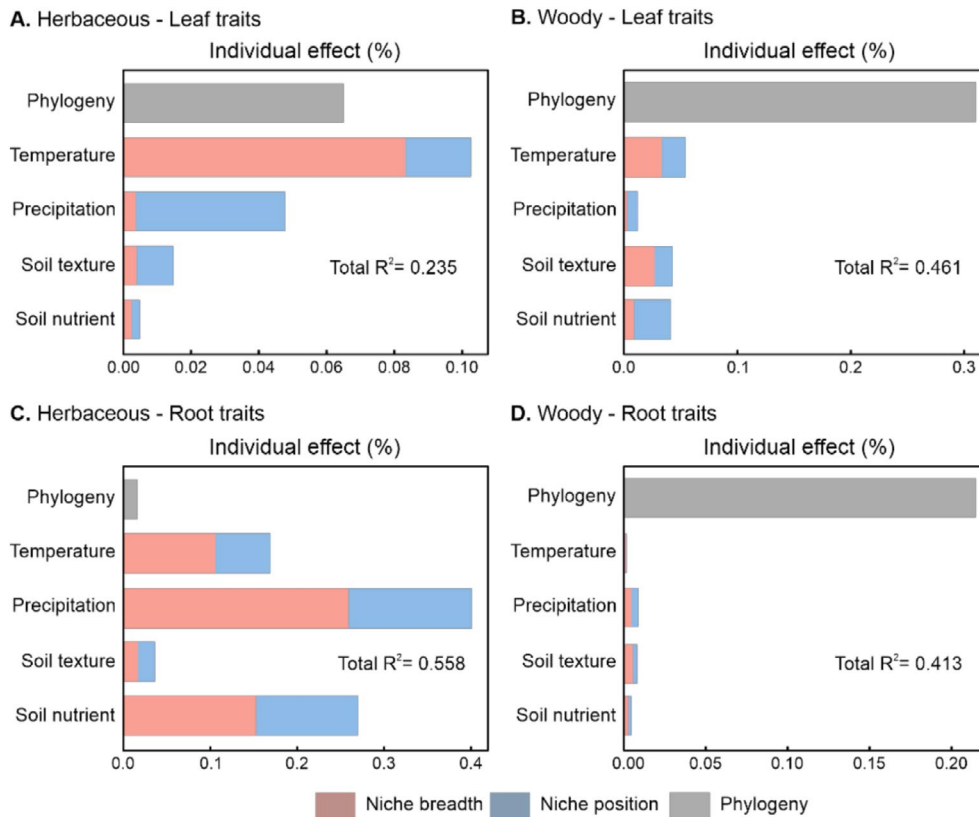 A. Herbaceous - Leaf traits
Individual effect (%)
Phylogeny
Temperature
Precipitation
Soil texture
Soil nutrient
Total R²= 0.235
0.00 0.02 0.04 0.06 0.08 0.10
B. Woody - Leaf traits
Individual effect (%)
Phylogeny
Temperature
Precipitation
Soil texture
Soil nutrient
Total R²= 0.461
0.0 0.1 0.2 0.3
C. Herbaceous - Root traits
Individual effect (%)
Phylogeny
Temperature
Precipitation
Soil texture
Soil nutrient
Total R²= 0.558
0.0 0.1 0.2 0.3 0.4
D. Woody - Root traits
Individual effect (%)
Phylogeny
Temperature
Precipitation
Soil texture
Soil nutrient
Total R²= 0.413
0.00 0.05 0.10 0.15 0.20
Niche breadth Niche position Phylogeny